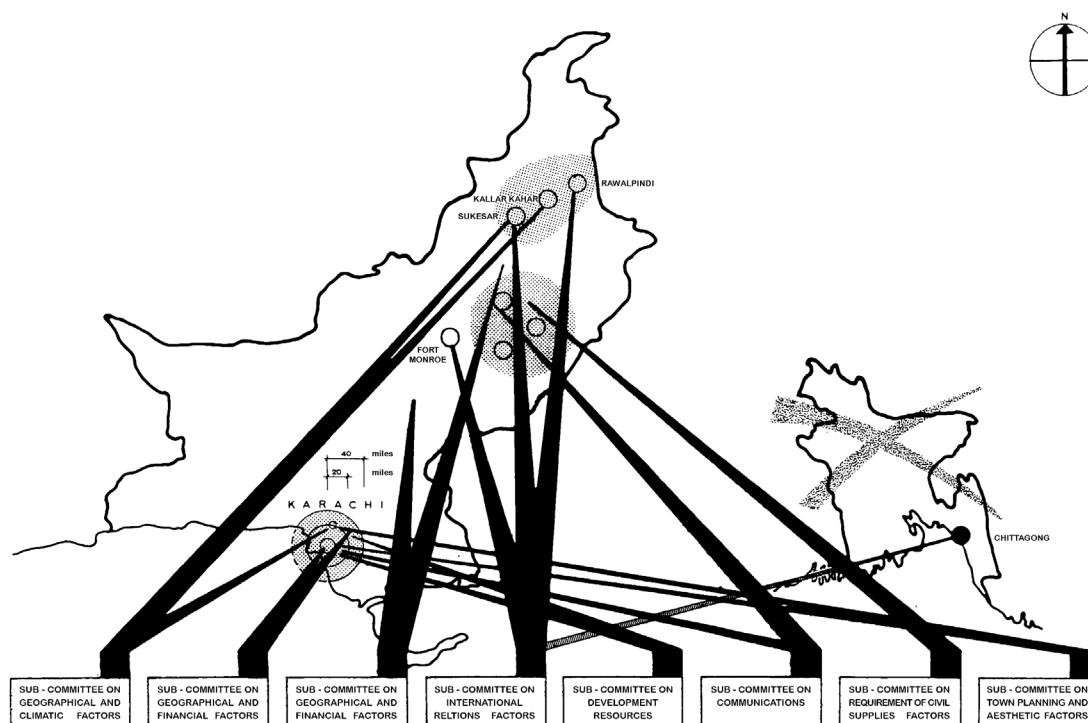 N
RAWALPINDI
KALLAR KAHAR
SUKESAR
FORT
MONROE
40 miles
20 miles
KARACHI
CHITTAGONG
SUB - COMMITTEE ON
GEOGRAPHICAL AND
CLIMATIC FACTORS
SUB - COMMITTEE ON
GEOGRAPHICAL AND
FINANCIAL FACTORS
SUB - COMMITTEE ON
GEOGRAPHICAL AND
FINANCIAL FACTORS
SUB - COMMITTEE ON
INTERNATIONAL
RELTIONS FACTORS
SUB - COMMITTEE ON
DEVELOPMENT
RESOURCES
SUB - COMMITTEE ON
COMMUNICATIONS
SUB - COMMITTEE ON
REQUIREMENT OF CIVIL
SUPPLIES FACTORS
SUB - COMMITTEE ON
TOWN PLANNING AND
AESTHETIC FACTORS